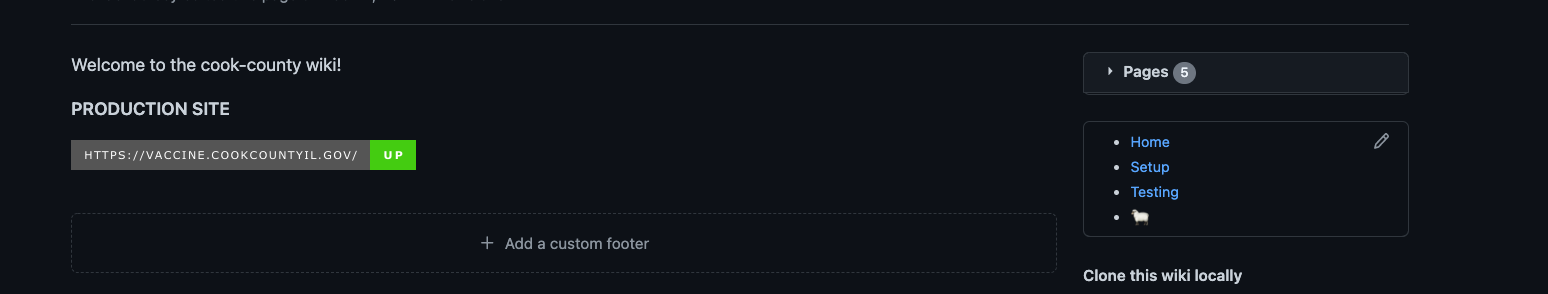 Welcome to the cook-county wiki!
PRODUCTION SITE
HTTPS://VACCINE.COOKCOUNTYIL.GOV/ UP
+ Add a custom footer
Pages 5
Home
Setup
Testing
🐑
Clone this wiki locally